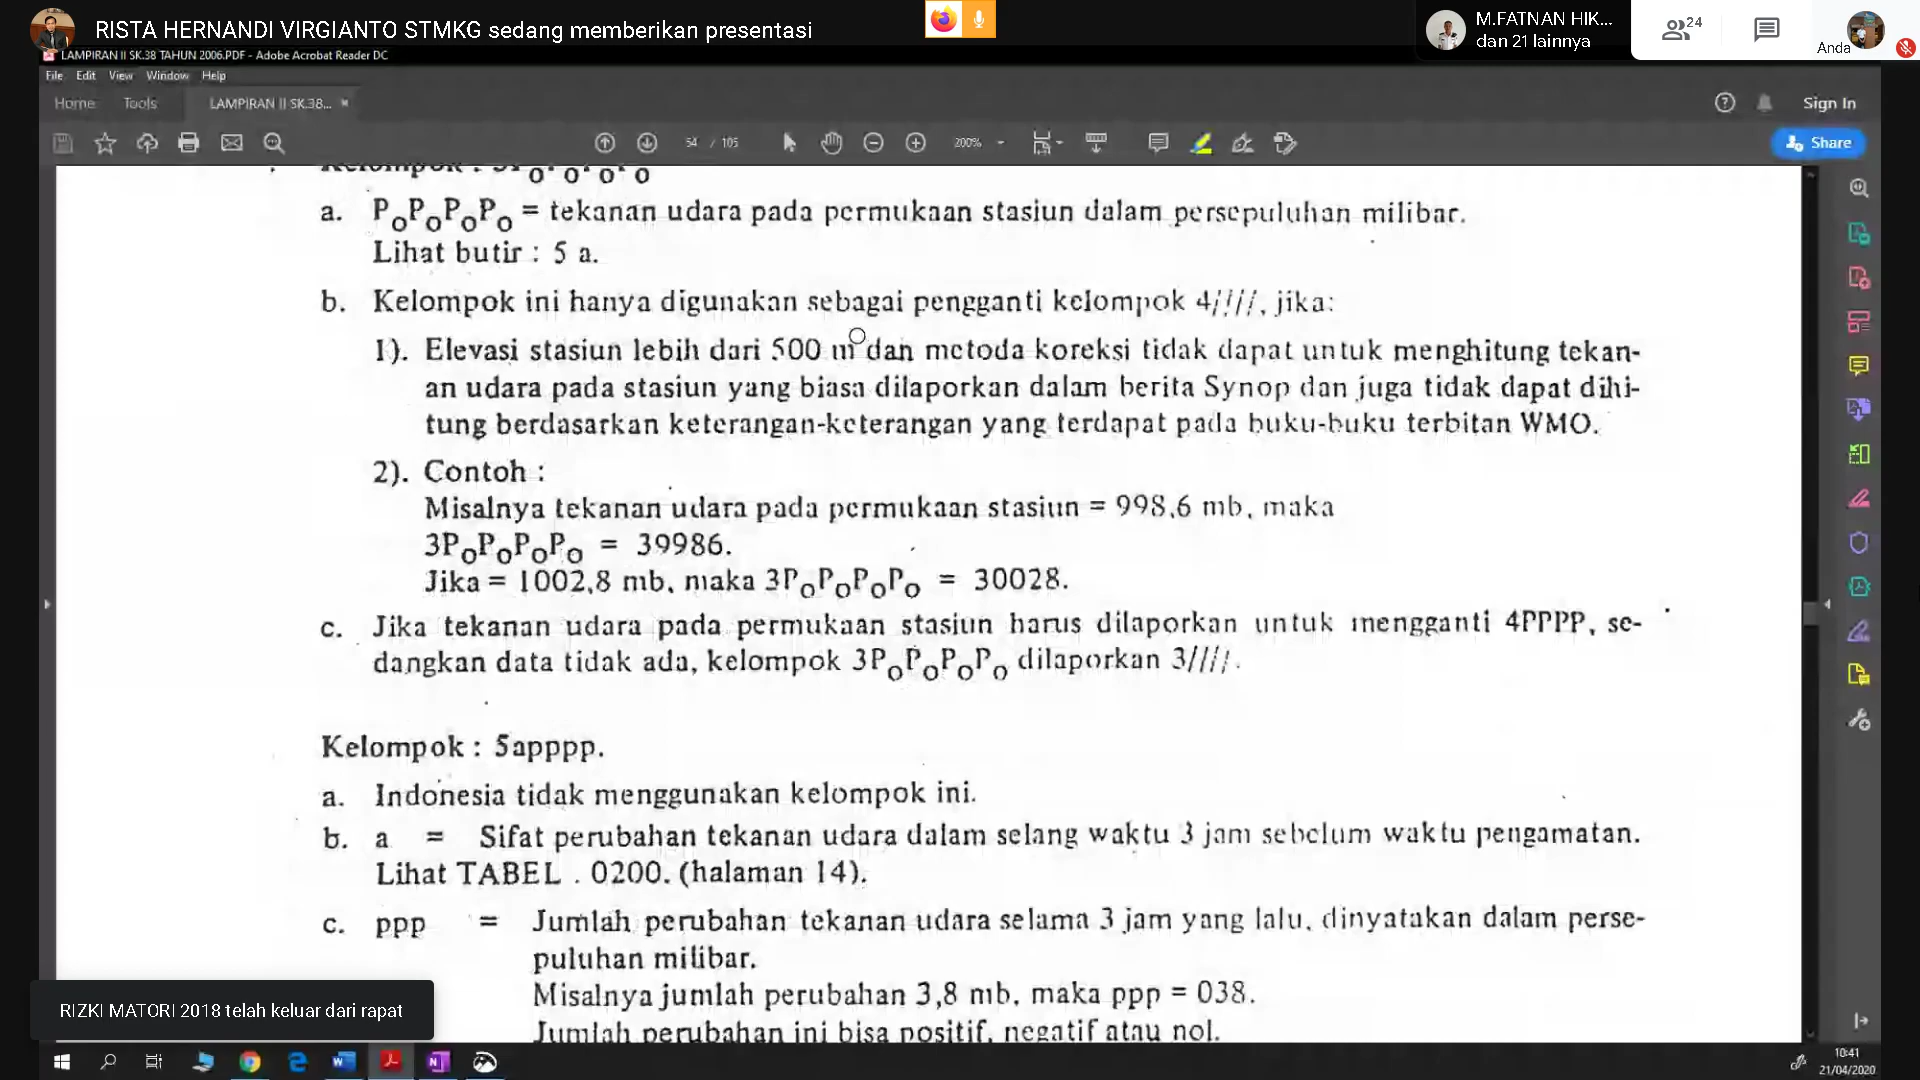 RISTA HERNANDI VIRGIANTO STMKG sedang memberikan presentasi
M.FATNAN HIK...
dan 21 lainnya
24
Anda
LAMPIRAN II SK.38 TAHUN 2006.PDF - Adobe Acrobat Reader DC
File Edit View Window Help
Home Tools LAMPIRAN II SK.38... ×
Sign In
54 / 105
200%
Share
Kelompok : 3PoPoPoPo
a. PoPoPoPo = tekanan udara pada permukaan stasiun dalam persepuluhan milibar.
Lihat butir : 5 a.
b. Kelompok ini hanya digunakan sebagai pengganti kelompok 4////, jika:
1). Elevasi stasiun lebih dari 500 m dan metoda koreksi tidak dapat untuk menghitung tekan-
an udara pada stasiun yang biasa dilaporkan dalam berita Synop dan juga tidak dapat dihi-
tung berdasarkan keterangan-keterangan yang terdapat pada buku-buku terbitan WMO.
2). Contoh :
Misalnya tekanan udara pada permukaan stasiun = 998,6 mb, maka
3PoPoPoPo = 39986.
Jika = 1002,8 mb, maka 3PoPoPoPo = 30028.
c. Jika tekanan udara pada permukaan stasiun harus dilaporkan untuk mengganti 4PPPP, se-
dangkan data tidak ada, kelompok 3PoPoPoPo dilaporkan 3////.
Kelompok : 5apppp.
a. Indonesia tidak menggunakan kelompok ini.
b. a = Sifat perubahan tekanan udara dalam selang waktu 3 jam sebelum waktu pengamatan.
Lihat TABEL . 0200. (halaman 14).
c. ppp = Jumlah perubahan tekanan udara selama 3 jam yang lalu, dinyatakan dalam perse-
puluhan milibar.
Misalnya jumlah perubahan 3,8 mb, maka ppp = 038.
Jumlah perubahan ini bisa positif, negatif atau nol.
RIZKI MATORI 2018 telah keluar dari rapat
10:41
21/04/2020